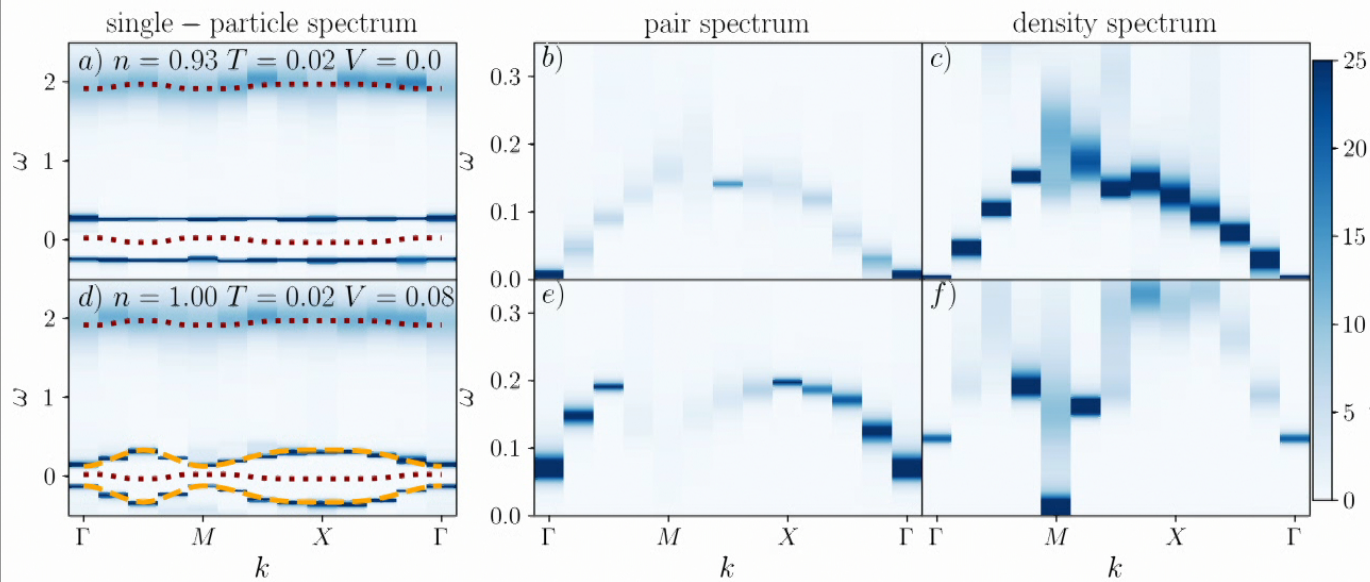 single – particle spectrum
pair spectrum
density spectrum
a) n = 0.93 T = 0.02 V = 0.0
b)
c)
2
1
0
ω
0.3
0.2
0.1
0.0
ω
25
20
15
10
5
0
d) n = 1.00 T = 0.02 V = 0.08
e)
f)
2
1
0
ω
0.3
0.2
0.1
0.0
ω
Γ M X Γ
Γ M X Γ
Γ M X Γ
k
k
k